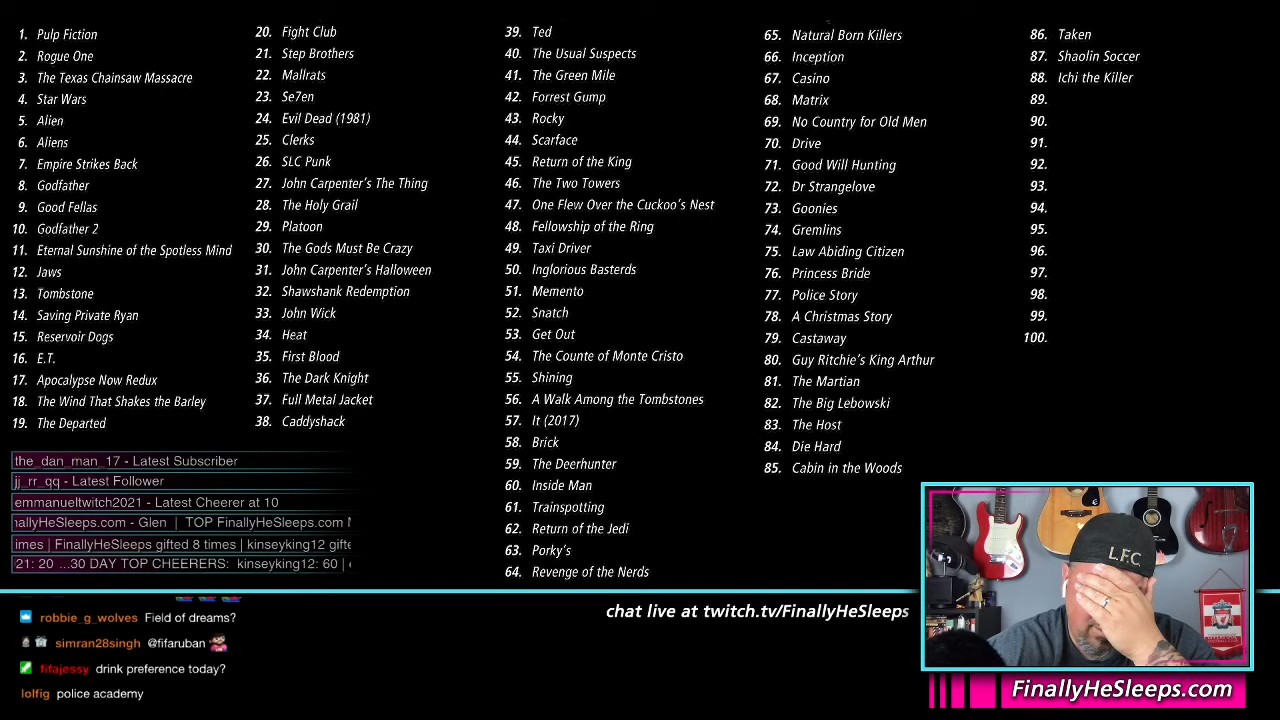 1. Pulp Fiction
2. Rogue One
3. The Texas Chainsaw Massacre
4. Star Wars
5. Alien
6. Aliens
7. Empire Strikes Back
8. Godfather
9. Good Fellas
10. Godfather 2
11. Eternal Sunshine of the Spotless Mind
12. Jaws
13. Tombstone
14. Saving Private Ryan
15. Reservoir Dogs
16. E.T.
17. Apocalypse Now Redux
18. The Wind That Shakes the Barley
19. The Departed
20. Fight Club
21. Step Brothers
22. Mallrats
23. Se7en
24. Evil Dead (1981)
25. Clerks
26. SLC Punk
27. John Carpenter's The Thing
28. The Holy Grail
29. Platoon
30. The Gods Must Be Crazy
31. John Carpenter's Halloween
32. Shawshank Redemption
33. John Wick
34. Heat
35. First Blood
36. The Dark Knight
37. Full Metal Jacket
38. Caddyshack
39. Ted
40. The Usual Suspects
41. The Green Mile
42. Forrest Gump
43. Rocky
44. Scarface
45. Return of the King
46. The Two Towers
47. One Flew Over the Cuckoo's Nest
48. Fellowship of the Ring
49. Taxi Driver
50. Inglorious Basterds
51. Memento
52. Snatch
53. Get Out
54. The Counte of Monte Cristo
55. Shining
56. A Walk Among the Tombstones
57. It (2017)
58. Brick
59. The Deerhunter
60. Inside Man
61. Trainspotting
62. Return of the Jedi
63. Porky's
64. Revenge of the Nerds
65. Natural Born Killers
66. Inception
67. Casino
68. Matrix
69. No Country for Old Men
70. Drive
71. Good Will Hunting
72. Dr Strangelove
73. Goonies
74. Gremlins
75. Law Abiding Citizen
76. Princess Bride
77. Police Story
78. A Christmas Story
79. Castaway
80. Guy Ritchie's King Arthur
81. The Martian
82. The Big Lebowski
83. The Host
84. Die Hard
85. Cabin in the Woods
86. Taken
87. Shaolin Soccer
88. Ichi the Killer
89.
90.
91.
92.
93.
94.
95.
96.
97.
98.
99.
100.
the_dan_man_17 - Latest Subscriber
jj_rr_qq - Latest Follower
emmanueltwitch2021 - Latest Cheerer at 10
nallyHeSleeps.com - Glen | TOP FinallyHeSleeps.com
imes | FinallyHeSleeps gifted 8 times | kinseyking12 gifte
21: 20 ...30 DAY TOP CHEERERS: kinseyking12: 60 |
robbie_g_wolves Field of dreams?
simran28singh @fifaruban
fifajessy drink preference today?
lolfig police academy
chat live at twitch.tv/FinallyHeSleeps
L.F.C.
FinallyHeSleeps.com